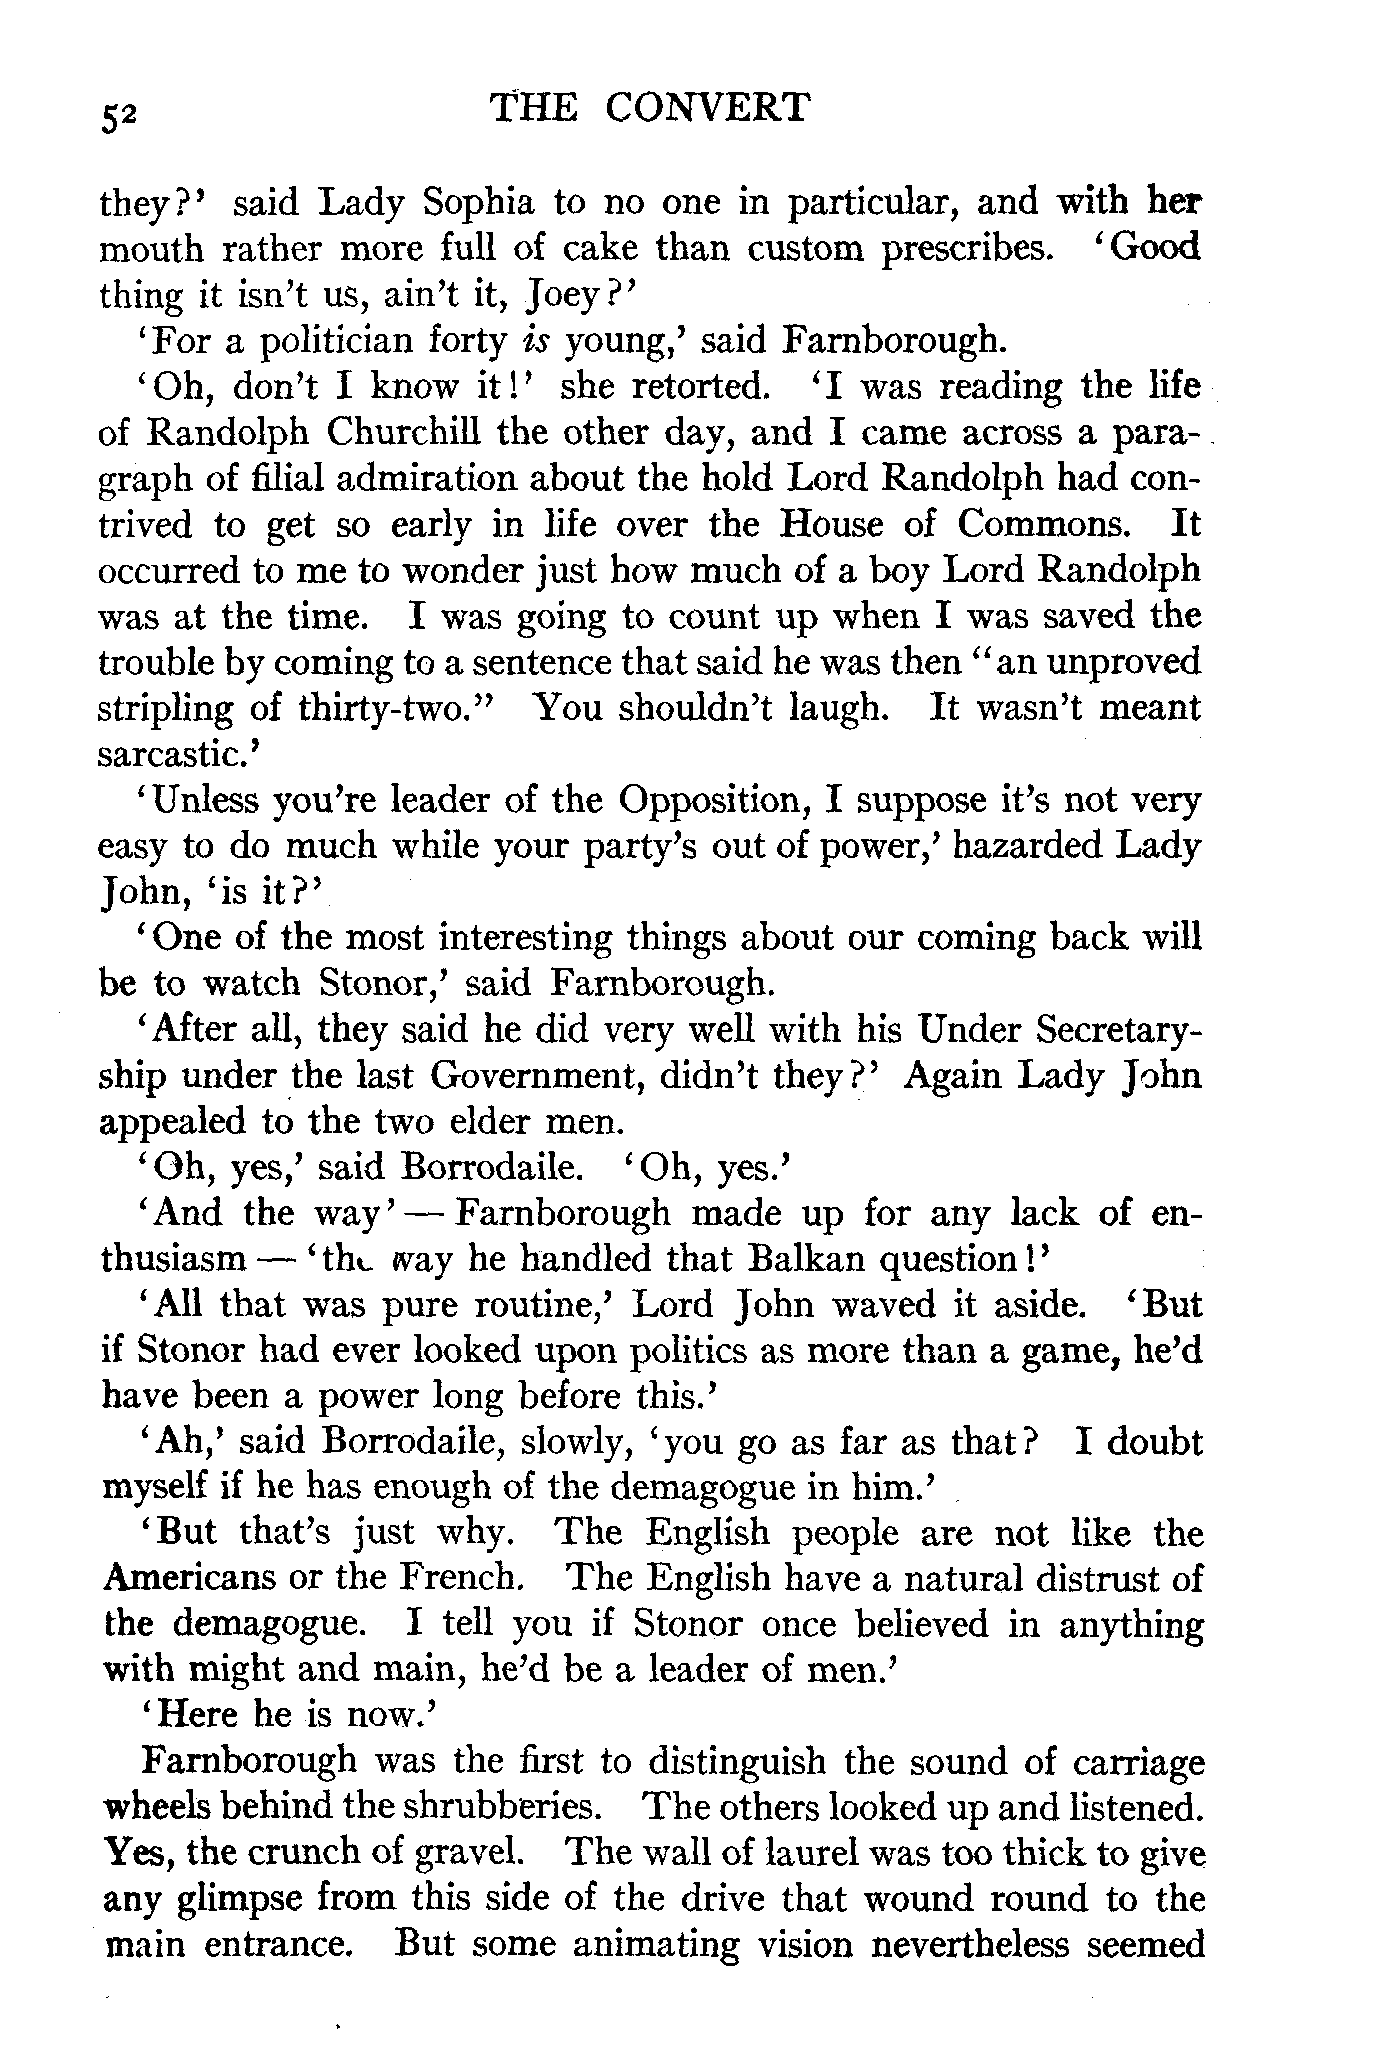 52 THE CONVERT
they?' said Lady Sophia to no one in particular, and with her
mouth rather more full of cake than custom prescribes. 'Good
thing it isn't us, ain't it, Joey?'
'For a politician forty is young,' said Farnborough.
'Oh, don't I know it!' she retorted. 'I was reading the life
of Randolph Churchill the other day, and I came across a para-
graph of filial admiration about the hold Lord Randolph had con-
trived to get so early in life over the House of Commons. It
occurred to me to wonder just how much of a boy Lord Randolph
was at the time. I was going to count up when I was saved the
trouble by coming to a sentence that said he was then "an unproved
stripling of thirty-two." You shouldn't laugh. It wasn't meant
sarcastic.'
'Unless you're leader of the Opposition, I suppose it's not very
easy to do much while your party's out of power,' hazarded Lady
John, 'is it?'
'One of the most interesting things about our coming back will
be to watch Stonor,' said Farnborough.
'After all, they said he did very well with his Under Secretary-
ship under the last Government, didn't they?' Again Lady John
appealed to the two elder men.
'Oh, yes,' said Borrodaile. 'Oh, yes.'
'And the way' — Farnborough made up for any lack of en-
thusiasm — 'the way he handled that Balkan question!'
'All that was pure routine,' Lord John waved it aside. 'But
if Stonor had ever looked upon politics as more than a game, he'd
have been a power long before this.'
'Ah,' said Borrodaile, slowly, 'you go as far as that? I doubt
myself if he has enough of the demagogue in him.'
'But that's just why. The English people are not like the
Americans or the French. The English have a natural distrust of
the demagogue. I tell you if Stonor once believed in anything
with might and main, he'd be a leader of men.'
'Here he is now.'
Farnborough was the first to distinguish the sound of carriage
wheels behind the shrubberies. The others looked up and listened.
Yes, the crunch of gravel. The wall of laurel was too thick to give
any glimpse from this side of the drive that wound round to the
main entrance. But some animating vision nevertheless seemed